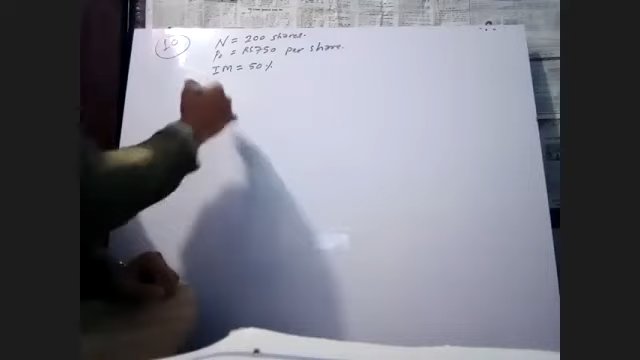 10
N = 200 shares.
P₀ = RS750 per share.
IM = 50%